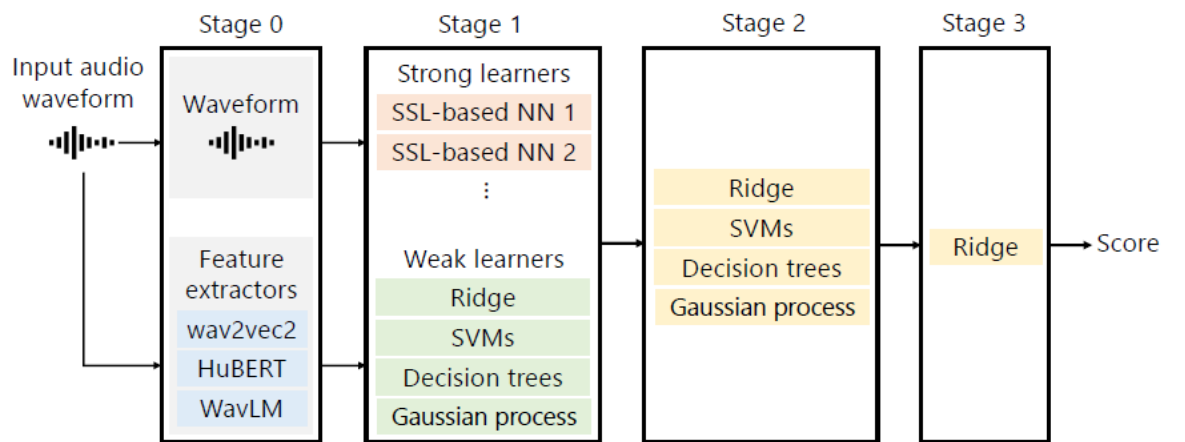 Stage 0
Stage 1
Stage 2
Stage 3
Input audio
waveform
Waveform
Feature
extractors
wav2vec2
HuBERT
WavLM
Strong learners
SSL-based NN 1
SSL-based NN 2
⋮
Weak learners
Ridge
SVMs
Decision trees
Gaussian process
Ridge
SVMs
Decision trees
Gaussian process
Ridge
Score